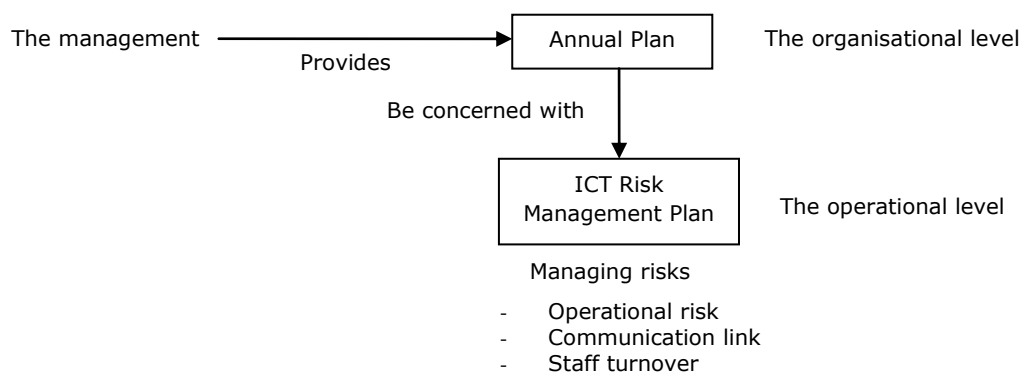 The management
Provides
Annual Plan
The organisational level
Be concerned with
ICT Risk
Management Plan
The operational level
Managing risks
- Operational risk
- Communication link
- Staff turnover